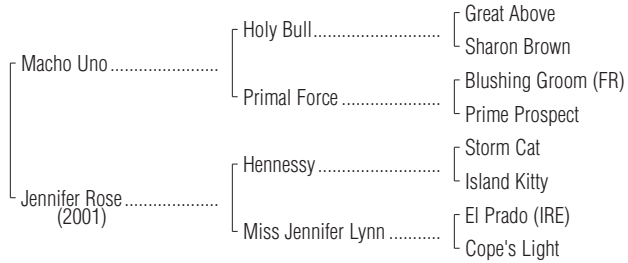 Great Above
Holy Bull
Sharon Brown
Macho Uno
Blushing Groom (FR)
Primal Force
Prime Prospect
Storm Cat
Hennessy
Island Kitty
Jennifer Rose
(2001)
El Prado (IRE)
Miss Jennifer Lynn
Cope's Light